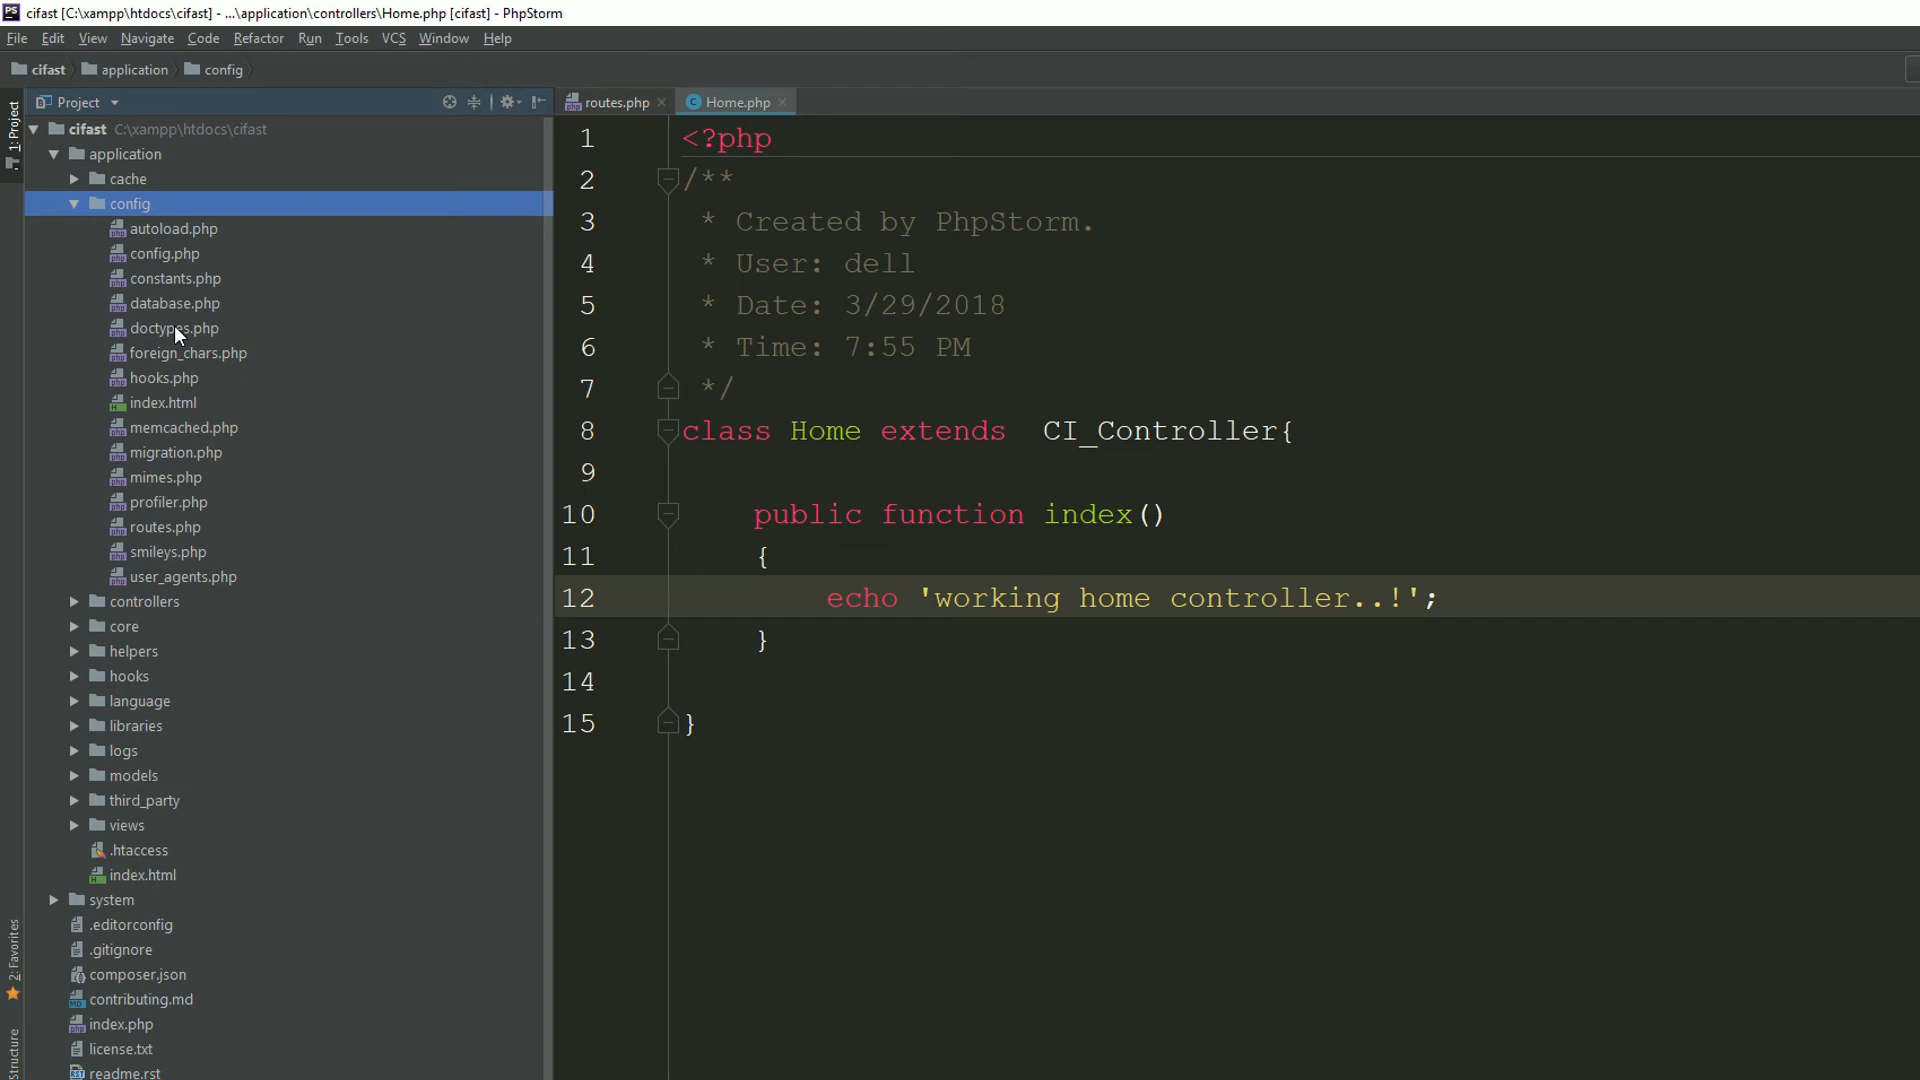 PS cifast [C:\xampp\htdocs\cifast] - ...\application\controllers\Home.php [cifast] - PhpStorm
File Edit View Navigate Code Refactor Run Tools VCS Window Help
cifast application config
1: Project
Project
cifast C:\xampp\htdocs\cifast
application
cache
config
autoload.php
config.php
constants.php
database.php
doctypes.php
foreign_chars.php
hooks.php
index.html
memcached.php
migration.php
mimes.php
profiler.php
routes.php
smileys.php
user_agents.php
controllers
core
helpers
hooks
language
libraries
logs
models
third_party
views
.htaccess
index.html
system
.editorconfig
.gitignore
composer.json
contributing.md
index.php
license.txt
readme.rst
2: Favorites
Structure
routes.php Home.php
1 <?php
2 /**
3 * Created by PhpStorm.
4 * User: dell
5 * Date: 3/29/2018
6 * Time: 7:55 PM
7 */
8 class Home extends  CI_Controller{
9
10 public function index()
11 {
12 echo 'working home controller..!';
13 }
14
15 }